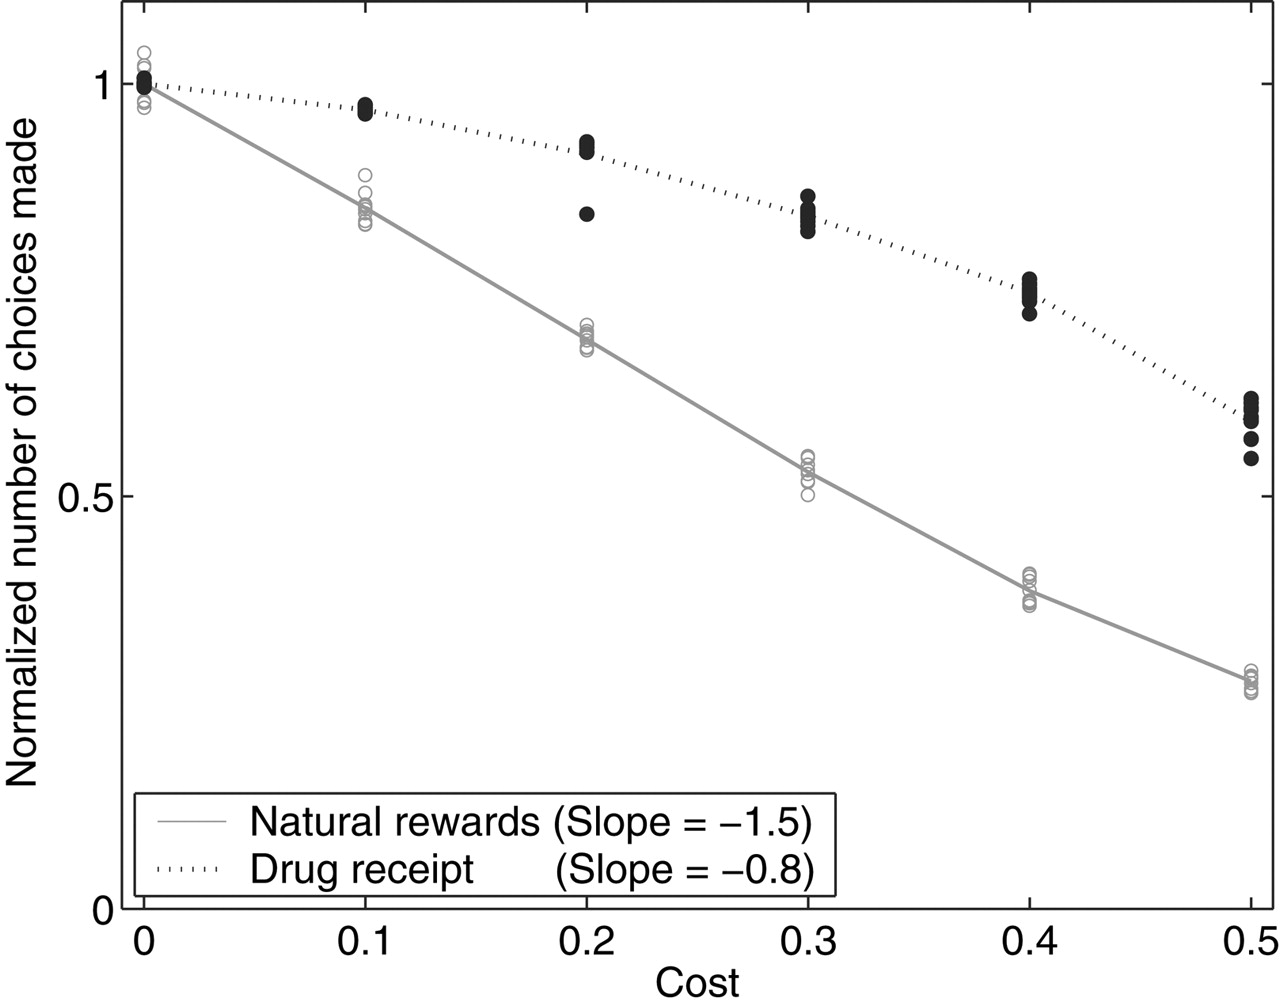 Normalized number of choices made
1
0.5
0
Natural rewards (Slope = −1.5)
Drug receipt (Slope = −0.8)
0 0.1 0.2 0.3 0.4 0.5
Cost